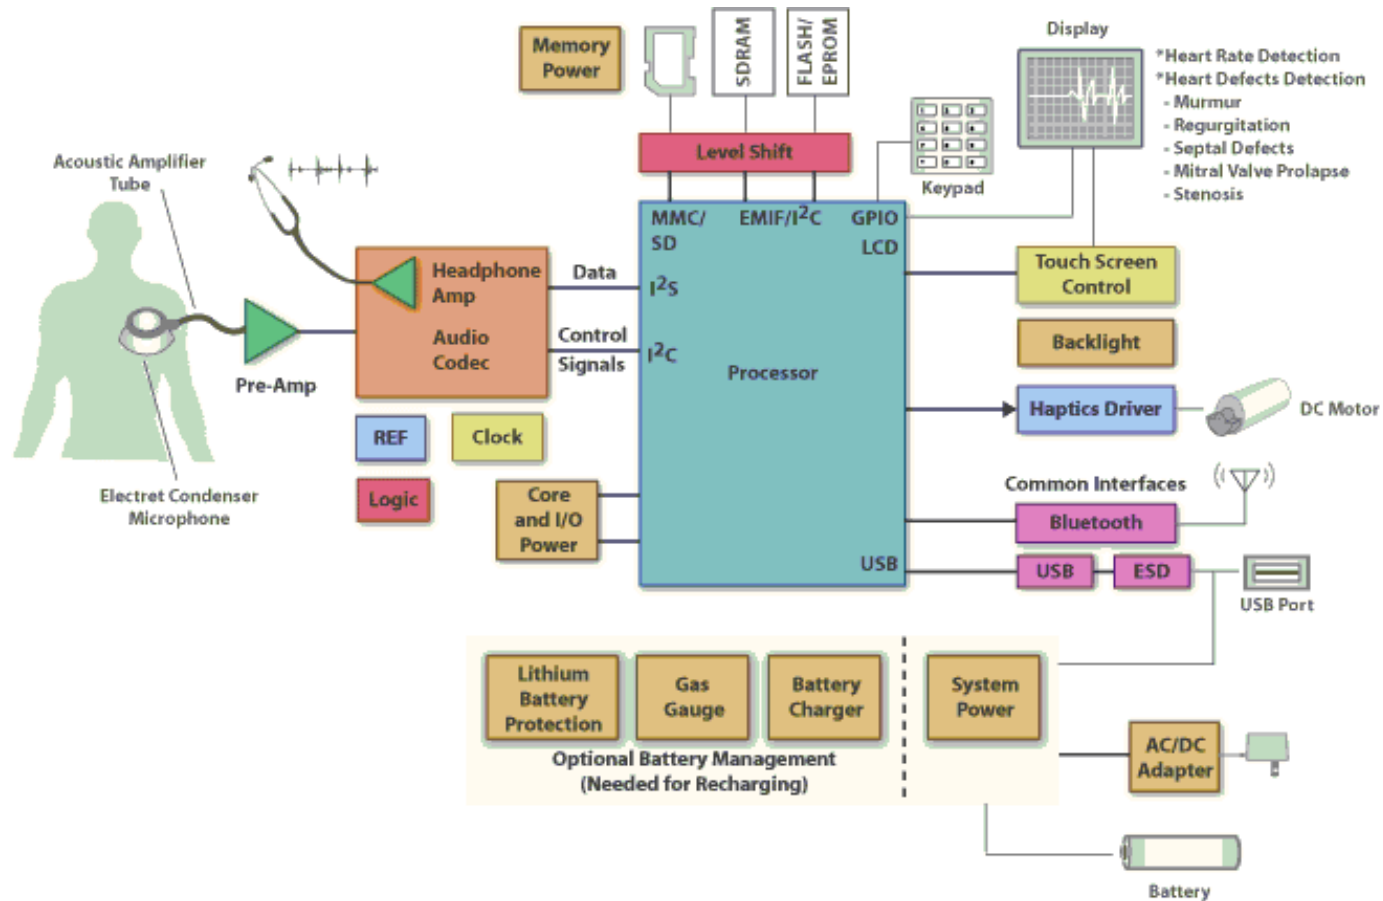 Memory
Power
SDRAM
FLASH/
EPROM
Display
*Heart Rate Detection
*Heart Defects Detection
- Murmur
- Regurgitation
- Septal Defects
- Mitral Valve Prolapse
- Stenosis
Level Shift
Keypad
Acoustic Amplifier
Tube
MMC/
SD
EMIF/I²C
GPIO
LCD
Headphone
Amp
Audio
Codec
Data
I²S
Control
Signals
I²C
Processor
Touch Screen
Control
Backlight
Pre-Amp
Haptics Driver
DC Motor
REF
Clock
Logic
Electret Condenser
Microphone
Core
and I/O
Power
Common Interfaces
Bluetooth
USB
USB
ESD
USB Port
Lithium
Battery
Protection
Gas
Gauge
Battery
Charger
System
Power
Optional Battery Management
(Needed for Recharging)
AC/DC
Adapter
Battery